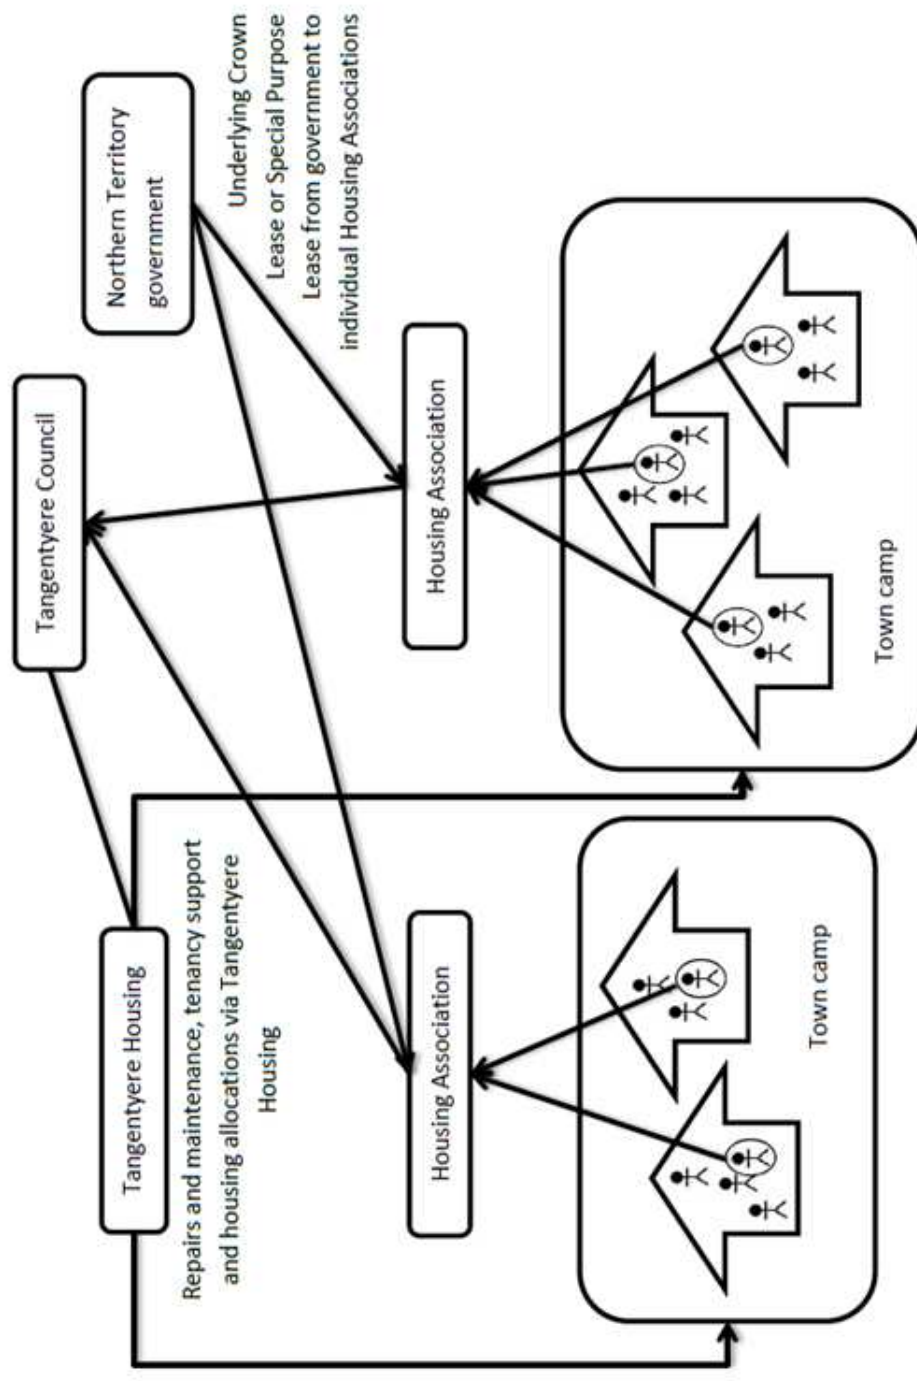 Tangentyere Council
Northern Territory
government
Tangentyere Housing
Repairs and maintenance, tenancy support
and housing allocations via Tangentyere
Housing
Underlying Crown
Lease or Special Purpose
Lease from government to
individual Housing Associations
Housing Association
Housing Association
Town camp
Town camp